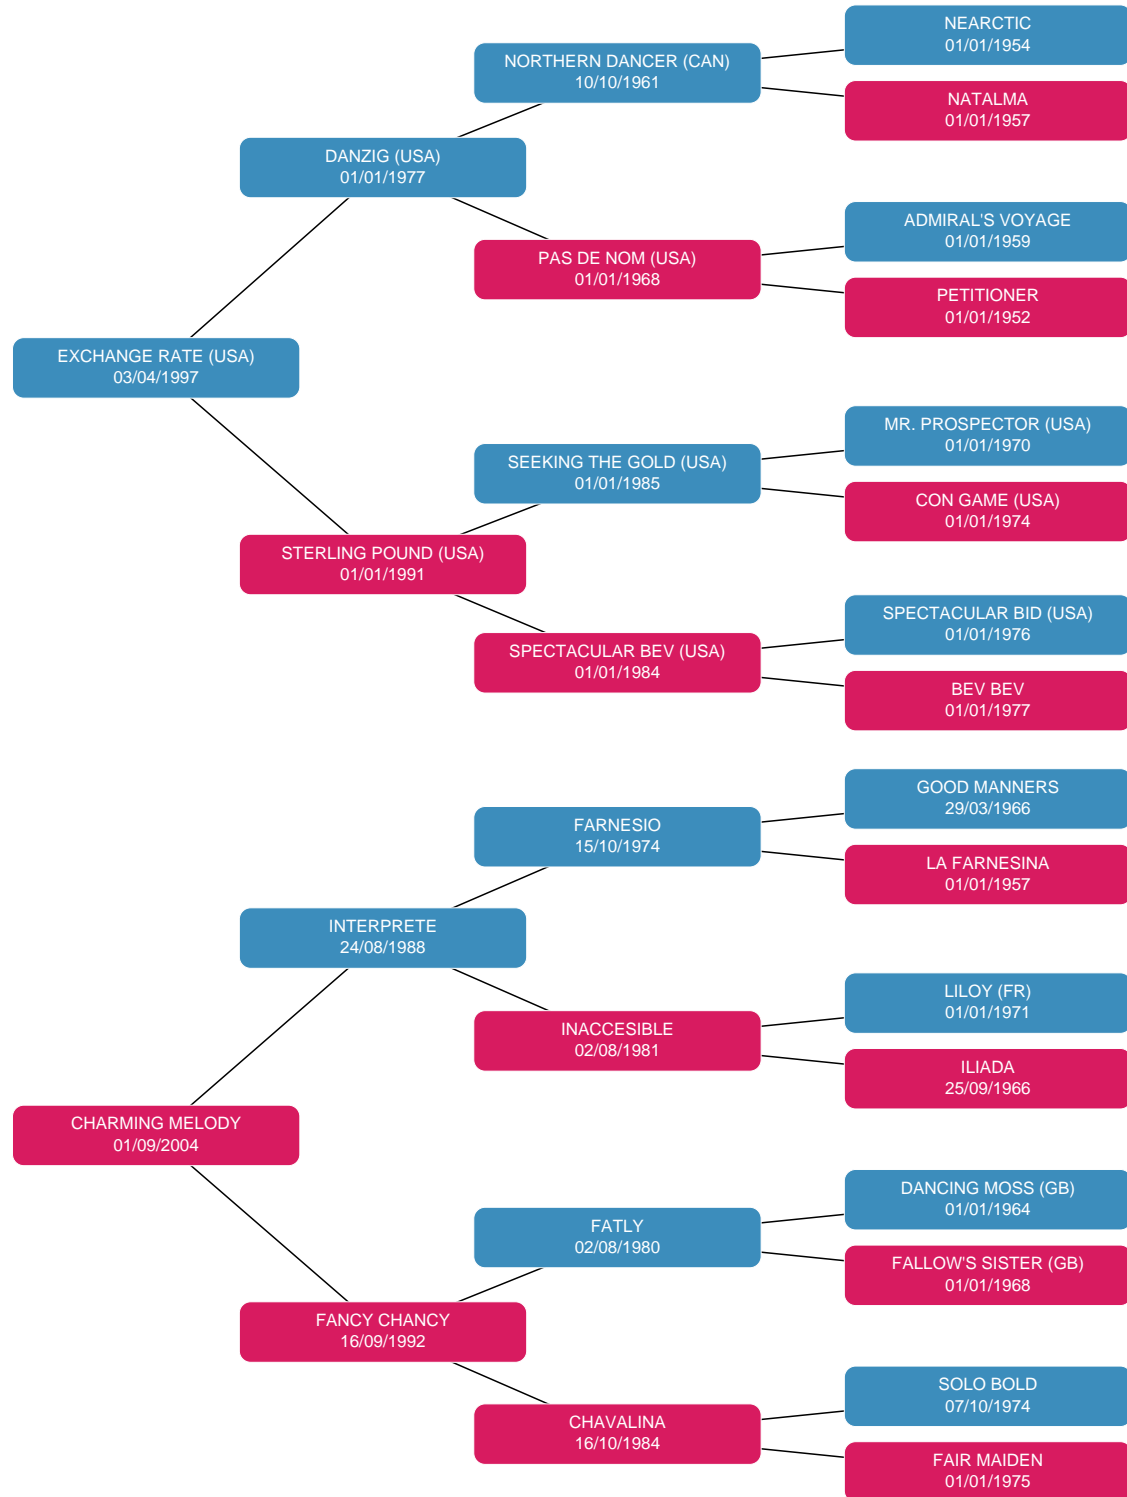 NEARCTIC
01/01/1954
NORTHERN DANCER (CAN)
10/10/1961
NATALMA
01/01/1957
DANZIG (USA)
01/01/1977
ADMIRAL'S VOYAGE
01/01/1959
PAS DE NOM (USA)
01/01/1968
PETITIONER
01/01/1952
EXCHANGE RATE (USA)
03/04/1997
MR. PROSPECTOR (USA)
01/01/1970
SEEKING THE GOLD (USA)
01/01/1985
CON GAME (USA)
01/01/1974
STERLING POUND (USA)
01/01/1991
SPECTACULAR BID (USA)
01/01/1976
SPECTACULAR BEV (USA)
01/01/1984
BEV BEV
01/01/1977
GOOD MANNERS
29/03/1966
FARNESIO
15/10/1974
LA FARNESINA
01/01/1957
INTERPRETE
24/08/1988
LILOY (FR)
01/01/1971
INACCESIBLE
02/08/1981
ILIADA
25/09/1966
CHARMING MELODY
01/09/2004
DANCING MOSS (GB)
01/01/1964
FATLY
02/08/1980
FALLOW'S SISTER (GB)
01/01/1968
FANCY CHANCY
16/09/1992
SOLO BOLD
07/10/1974
CHAVALINA
16/10/1984
FAIR MAIDEN
01/01/1975